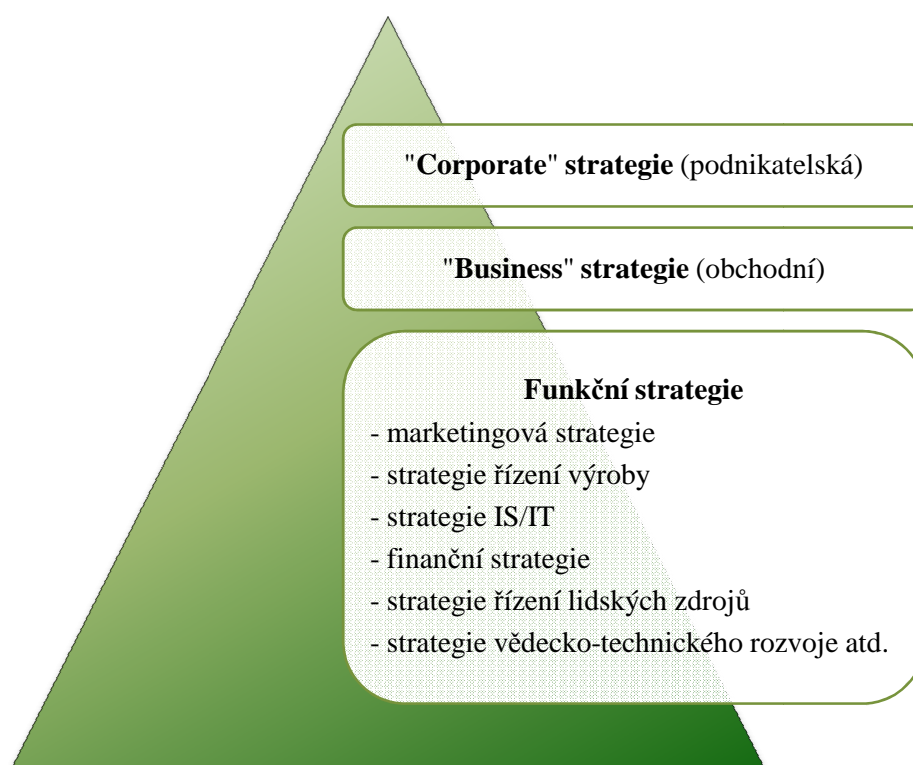 "Corporate" strategie (podnikatelská)
"Business" strategie (obchodní)
Funkční strategie
- marketingová strategie
- strategie řízení výroby
- strategie IS/IT
- finanční strategie
- strategie řízení lidských zdrojů
- strategie vědecko-technického rozvoje atd.